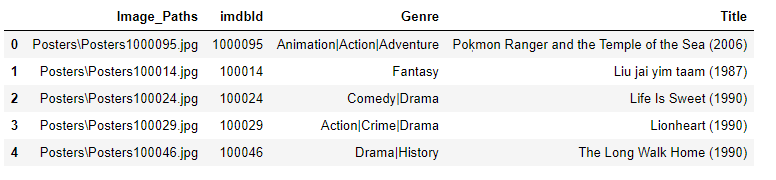 Image_Paths imdbId Genre Title
0 Posters\Posters1000095.jpg 1000095 Animation|Action|Adventure Pokmon Ranger and the Temple of the Sea (2006)
1 Posters\Posters100014.jpg 100014 Fantasy Liu jai yim taam (1987)
2 Posters\Posters100024.jpg 100024 Comedy|Drama Life Is Sweet (1990)
3 Posters\Posters100029.jpg 100029 Action|Crime|Drama Lionheart (1990)
4 Posters\Posters100046.jpg 100046 Drama|History The Long Walk Home (1990)